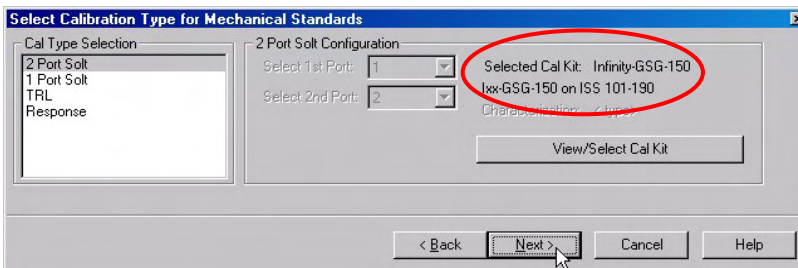 Select Calibration Type for Mechanical Standards
Cal Type Selection
2 Port Solt
1 Port Solt
TRL
Response
2 Port Solt Configuration
Select 1st Port: 1
Select 2nd Port: 2
Selected Cal Kit: Infinity-GSG-150
Ixx-GSG-150 on ISS 101-190
Characterization: <type>
View/Select Cal Kit
< Back
Next >
Cancel
Help